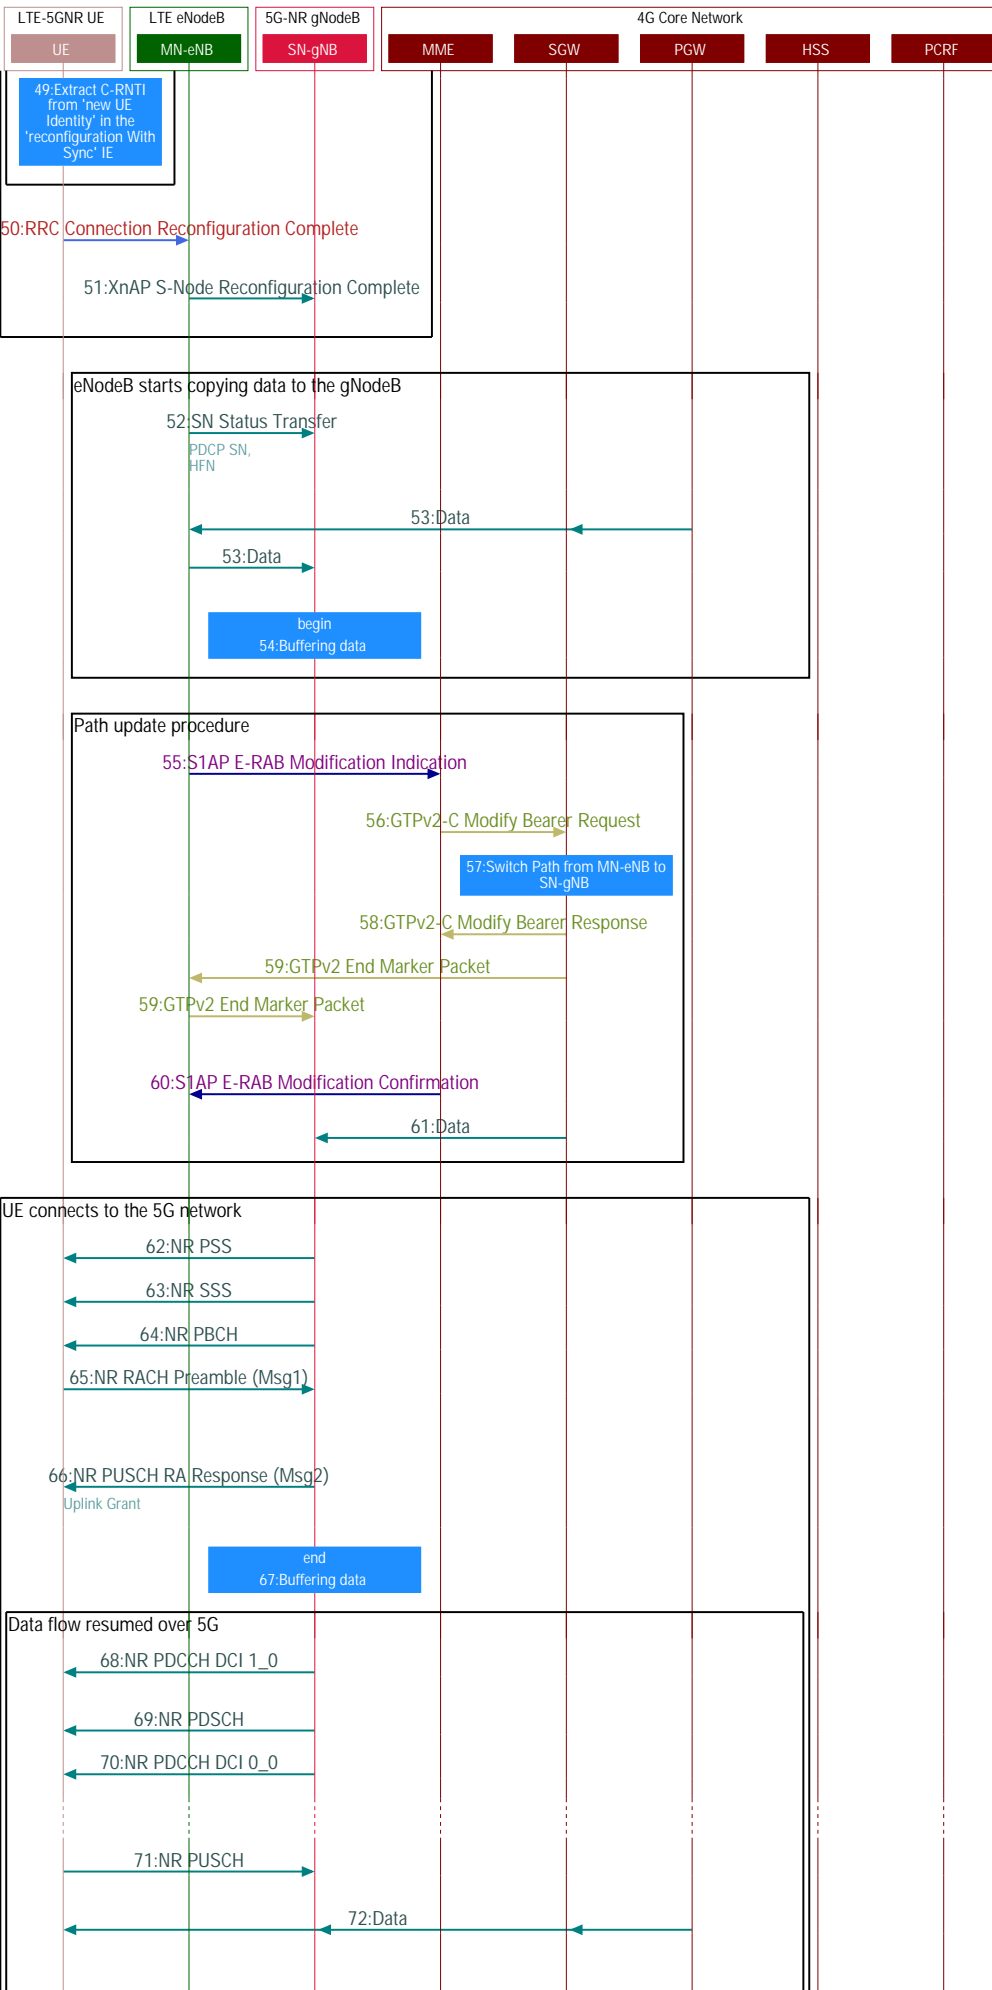 LTE-5GNR UE
LTE eNodeB
5G-NR gNodeB
4G Core Network
UE
MN-eNB
SN-gNB
MME
SGW
PGW
HSS
PCRF
49:Extract C-RNTI
from 'new UE
Identity' in the
'reconfiguration With
Sync' IE
50:RRC Connection Reconfiguration Complete
51:XnAP S-Node Reconfiguration Complete
eNodeB starts copying data to the gNodeB
52:SN Status Transfer
PDCP SN,
HFN
53:Data
53:Data
begin
54:Buffering data
Path update procedure
55:S1AP E-RAB Modification Indication
56:GTPv2-C Modify Bearer Request
57:Switch Path from MN-eNB to
SN-gNB
58:GTPv2-C Modify Bearer Response
59:GTPv2 End Marker Packet
59:GTPv2 End Marker Packet
60:S1AP E-RAB Modification Confirmation
61:Data
UE connects to the 5G network
62:NR PSS
63:NR SSS
64:NR PBCH
65:NR RACH Preamble (Msg1)
66:NR PUSCH RA Response (Msg2)
Uplink Grant
end
67:Buffering data
Data flow resumed over 5G
68:NR PDCCH DCI 1_0
69:NR PDSCH
70:NR PDCCH DCI 0_0
71:NR PUSCH
72:Data